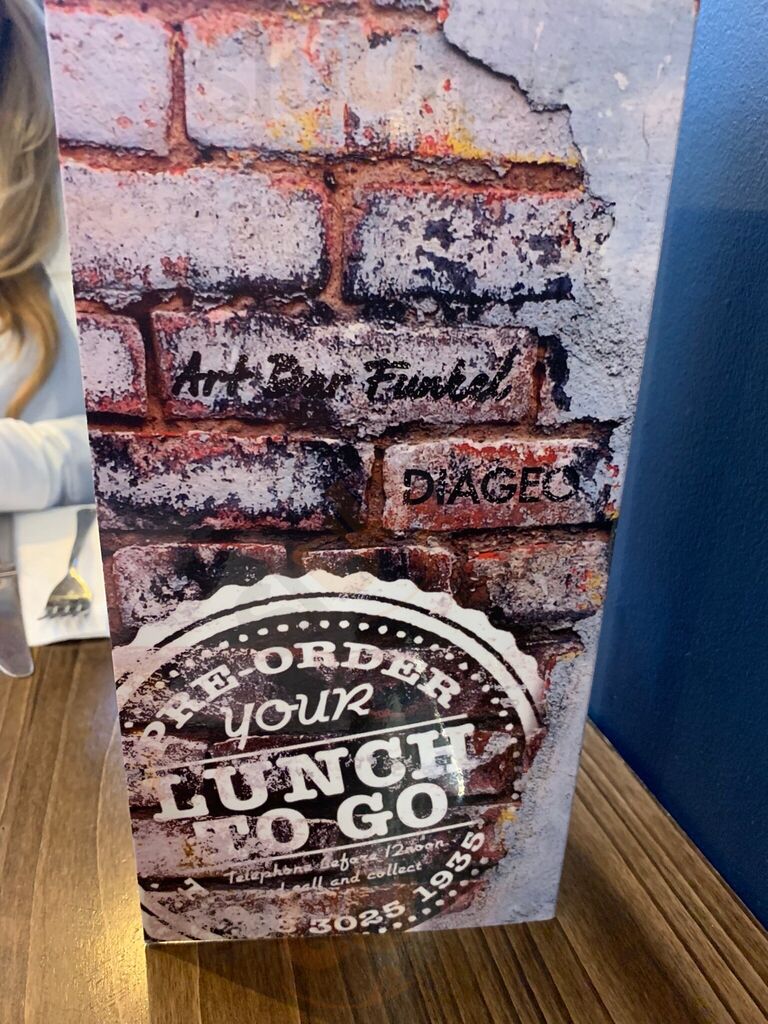 Art Bar Funkel
DIAGEO
PRE-ORDER
your
LUNCH
TO GO
Telephone before 12noon
call and collect
3025 1935